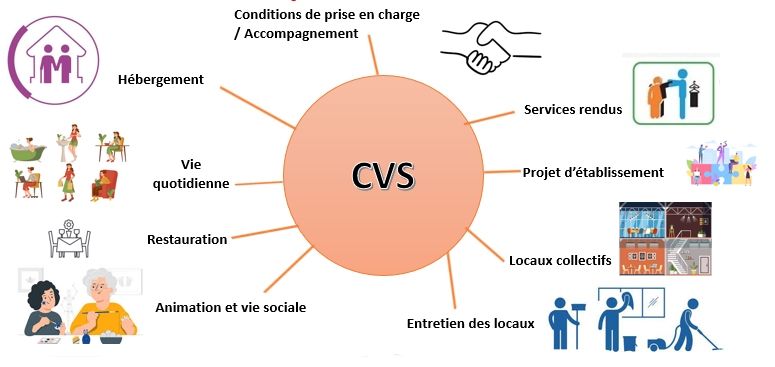 Conditions de prise en charge
/ Accompagnement
Hébergement
Services rendus
Vie
quotidienne
CVS
Projet d’établissement
Restauration
Locaux collectifs
Animation et vie sociale
Entretien des locaux